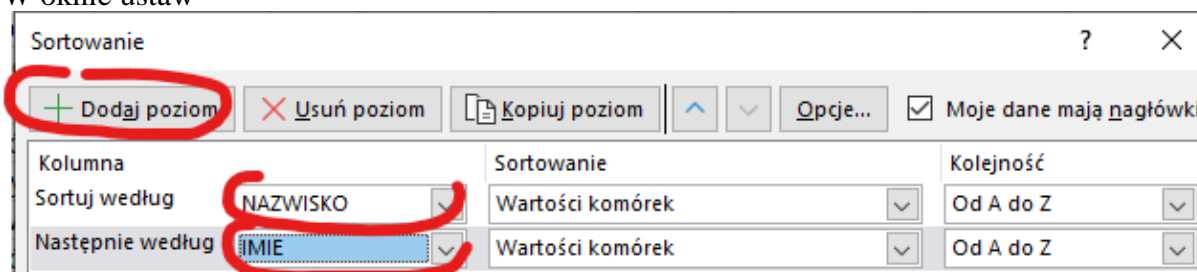 W oknie ustaw
Sortowanie ? ×
Dodaj poziom Usuń poziom Kopiuj poziom Opcje... Moje dane mają nagłówki
Kolumna Sortowanie Kolejność
Sortuj według NAZWISKO Wartości komórek Od A do Z
Następnie według IMIE Wartości komórek Od A do Z